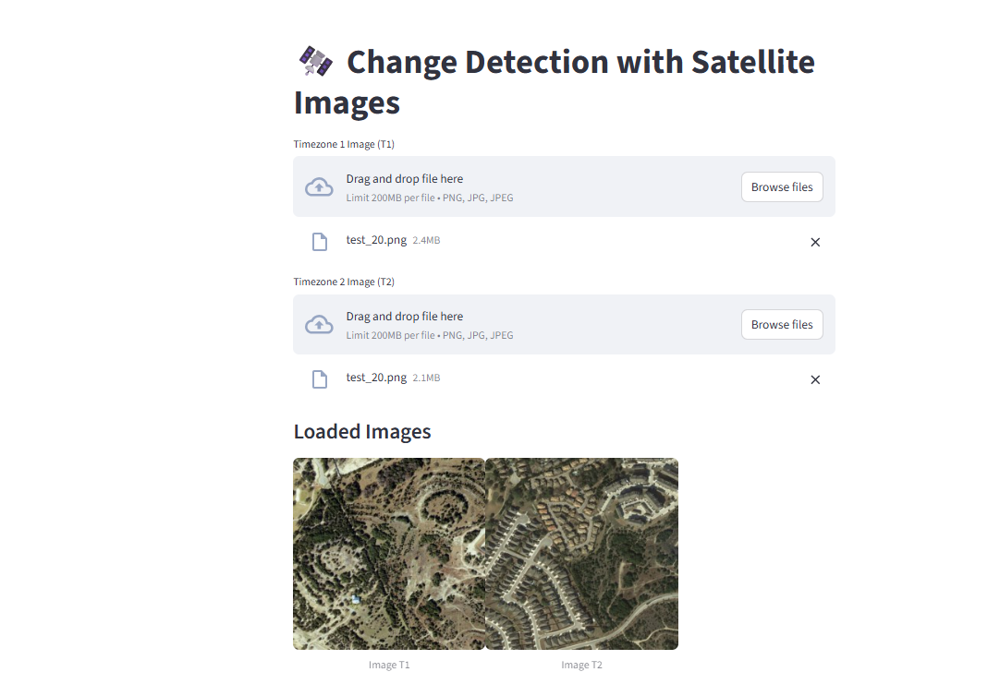 Change Detection with Satellite
Images
Timezone 1 Image (T1)
Drag and drop file here
Limit 200MB per file • PNG, JPG, JPEG
Browse files
test_20.png 2.4MB
Timezone 2 Image (T2)
Drag and drop file here
Limit 200MB per file • PNG, JPG, JPEG
Browse files
test_20.png 2.1MB
Loaded Images
Image T1
Image T2